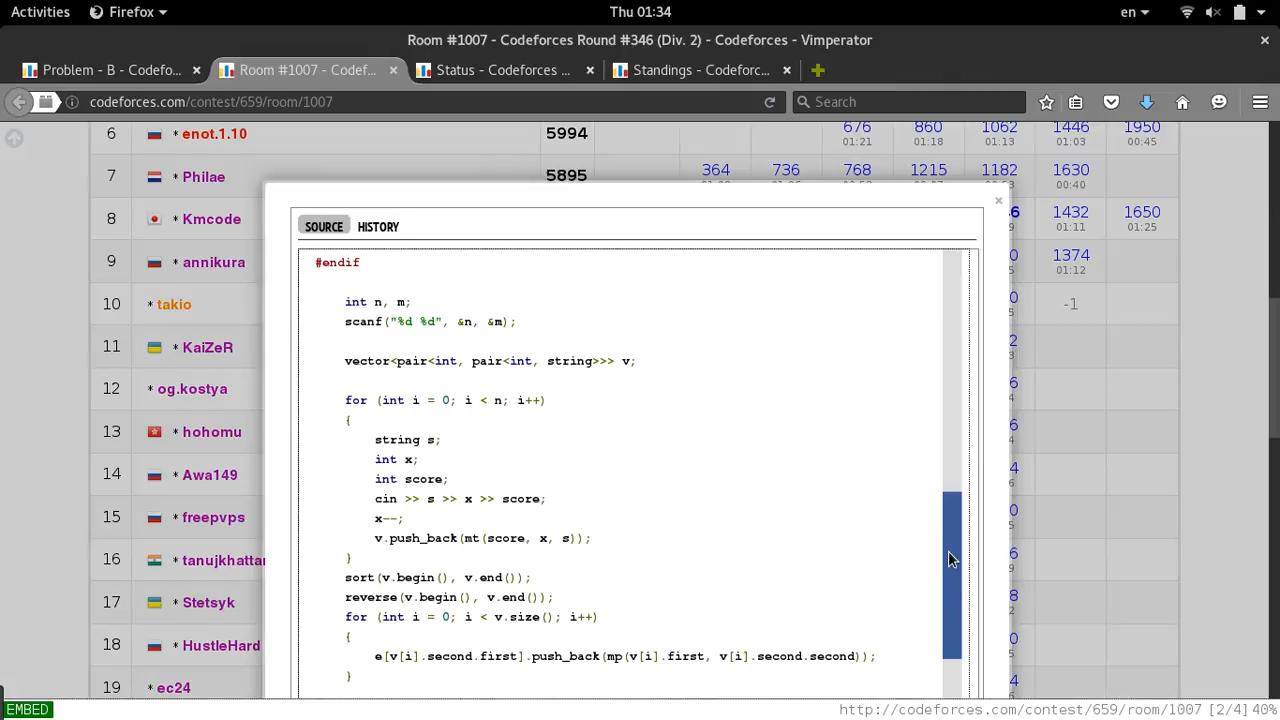 Activities Firefox Thu 01:34 en
Room #1007 - Codeforces Round #346 (Div. 2) - Codeforces - Vimperator
Problem - B - Codefo... Room #1007 - Codef... Status - Codeforces ... Standings - Codeforc...
codeforces.com/contest/659/room/1007 Search
6 * enot.1.10 5994 676 860 1062 1446 1950
01:21 01:18 01:13 01:03 00:45
7 * Philae 5895 364 736 768 1215 1182 1630
00:40
8 * Kmcode 1432 1650
01:11 01:25
9 * annikura 1374
01:12
10 * takio -1
11 * KaiZeR
12 * og.kostya
13 * hohomu
14 * Awa149
15 * freepvps
16 * tanujkhattar
17 * Stetsyk
18 * HustleHard
19 * ec24
×
SOURCE HISTORY
#endif
int n, m;
scanf("%d %d", &n, &m);
vector<pair<int, pair<int, string>>> v;
for (int i = 0; i < n; i++)
{
string s;
int x;
int score;
cin >> s >> x >> score;
x--;
v.push_back(mt(score, x, s));
}
sort(v.begin(), v.end());
reverse(v.begin(), v.end());
for (int i = 0; i < v.size(); i++)
{
e[v[i].second.first].push_back(mp(v[i].first, v[i].second.second));
}
EMBED http://codeforces.com/contest/659/room/1007 [2/4] 40%